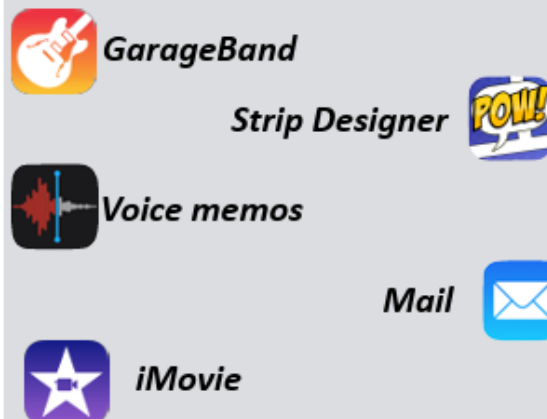 GarageBand
Strip Designer
POW!
Voice memos
Mail
iMovie